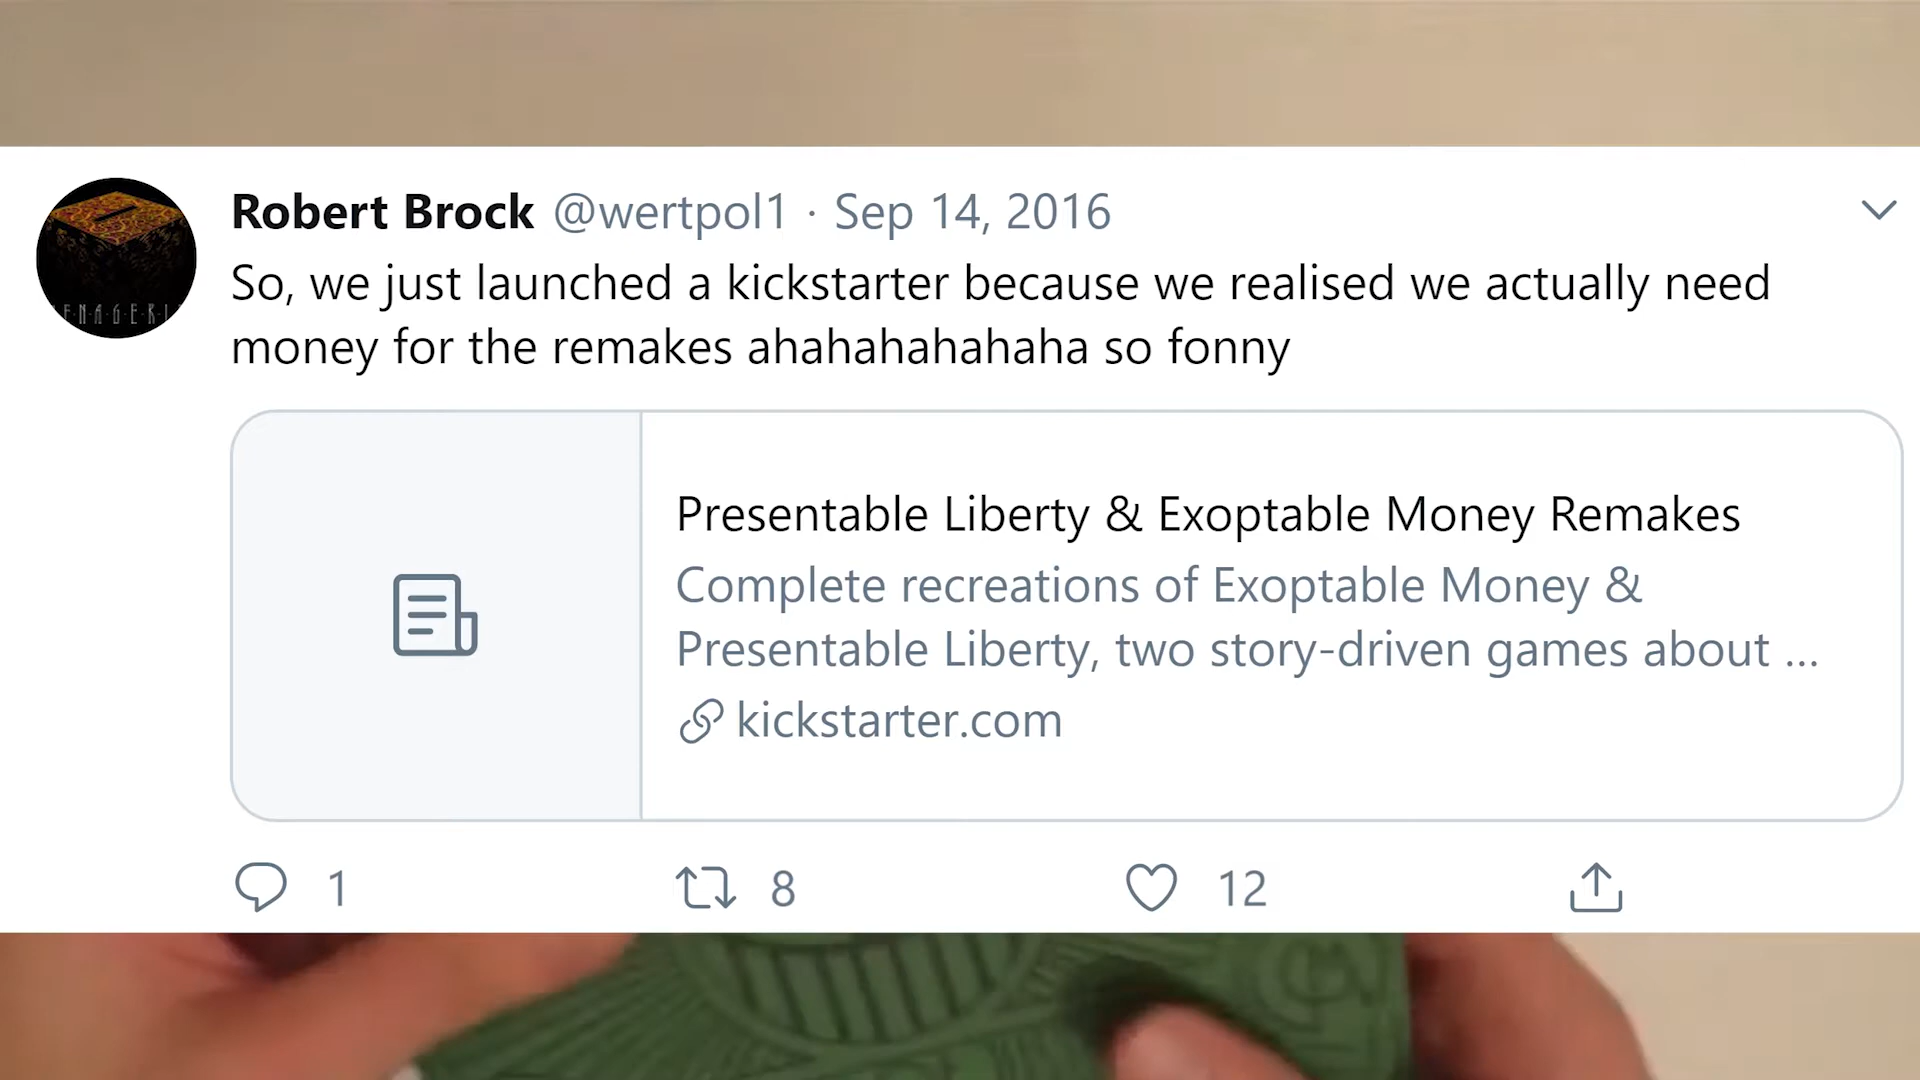 Robert Brock @wertpol1 · Sep 14, 2016
So, we just launched a kickstarter because we realised we actually need
money for the remakes ahahahahahaha so fonny
Presentable Liberty & Exoptable Money Remakes
Complete recreations of Exoptable Money &
Presentable Liberty, two story-driven games about ...
kickstarter.com
1 8 12